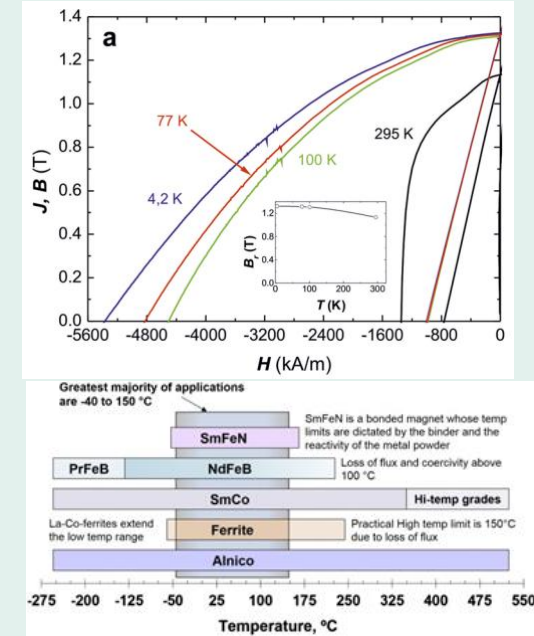 a
1.4
1.2
1.0
0.8
0.6
0.4
0.2
0.0
J, B (T)
77 K
295 K
100 K
4,2 K
1.2
0.8
0.4
0.0
Br (T)
0 100 200 300
T (K)
-5600 -4800 -4000 -3200 -2400 -1600 -800 0
H (kA/m)
Greatest majority of applications
are -40 to 150 °C
SmFeN
SmFeN is a bonded magnet whose temp
limits are dictated by the binder and the
reactivity of the metal powder
PrFeB NdFeB
Loss of flux and coercivity above
100 °C
SmCo Hi-temp grades
La-Co-ferrites extend
the low temp range
Ferrite
Practical High temp limit is 150°C
due to loss of flux
Alnico
-275 -200 -125 -50 25 100 175 250 325 400 475 550
Temperature, ºC